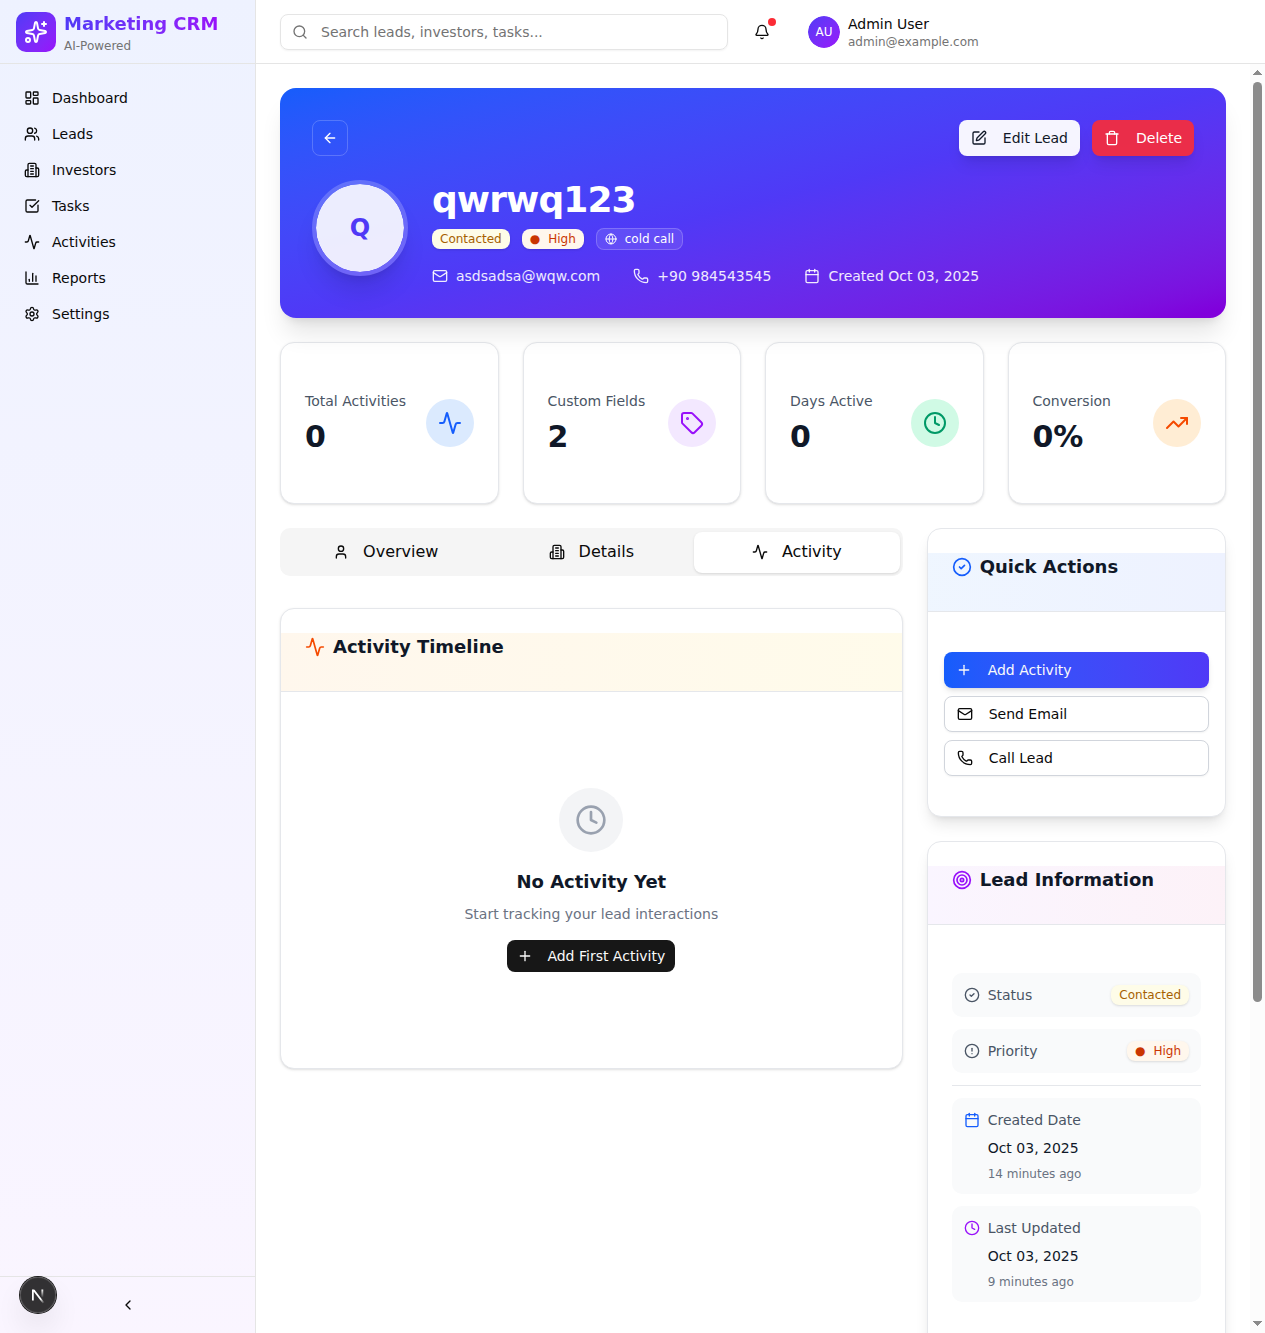 Marketing CRM
AI-Powered
Dashboard
Leads
Investors
Tasks
Activities
Reports
Settings
Search leads, investors, tasks...
AU
Admin User
admin@example.com
Edit Lead
Delete
Q
qwrwq123
Contacted
High
cold call
asdsadsa@wqw.com
+90 984543545
Created Oct 03, 2025
Total Activities
0
Custom Fields
2
Days Active
0
Conversion
0%
Overview
Details
Activity
Activity Timeline
No Activity Yet
Start tracking your lead interactions
Add First Activity
Quick Actions
Add Activity
Send Email
Call Lead
Lead Information
Status
Contacted
Priority
High
Created Date
Oct 03, 2025
14 minutes ago
Last Updated
Oct 03, 2025
9 minutes ago
N